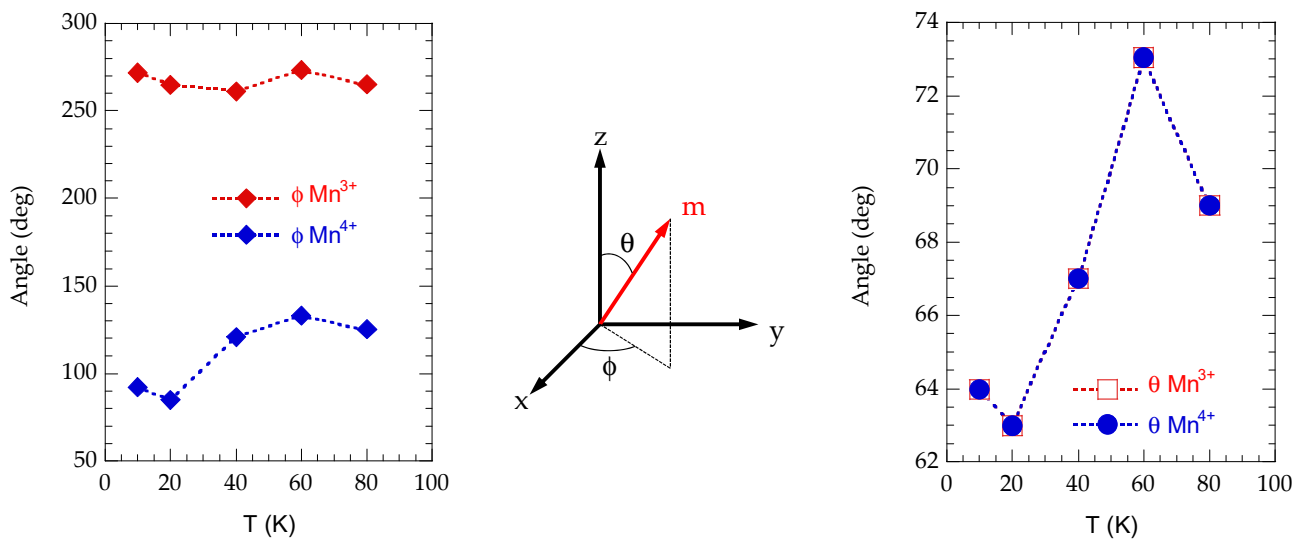 300
250
200
150
100
50
0
20
40
60
80
100
Angle (deg)
T (K)
ϕ Mn³⁺
ϕ Mn⁴⁺
z
m
θ
y
ϕ
x
74
72
70
68
66
64
62
0
20
40
60
80
100
Angle (deg)
T (K)
θ Mn³⁺
θ Mn⁴⁺